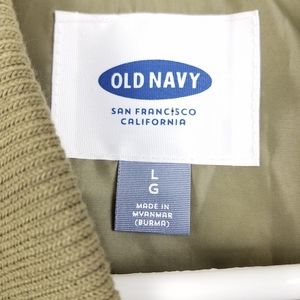 OLD NAVY
SAN FRANCISCO
CALIFORNIA
L
G
MADE IN
MYANMAR
(BURMA)